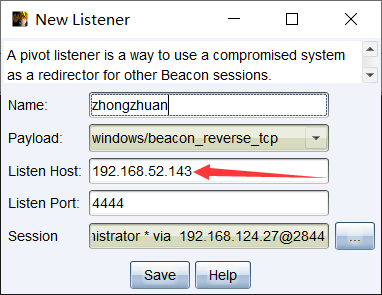 New Listener
A pivot listener is a way to use a compromised system
as a redirector for other Beacon sessions.
Name: zhongzhuan
Payload: windows/beacon_reverse_tcp
Listen Host: 192.168.52.143
Listen Port: 4444
Session nistrator * via 192.168.124.27@2844 ...
Save Help